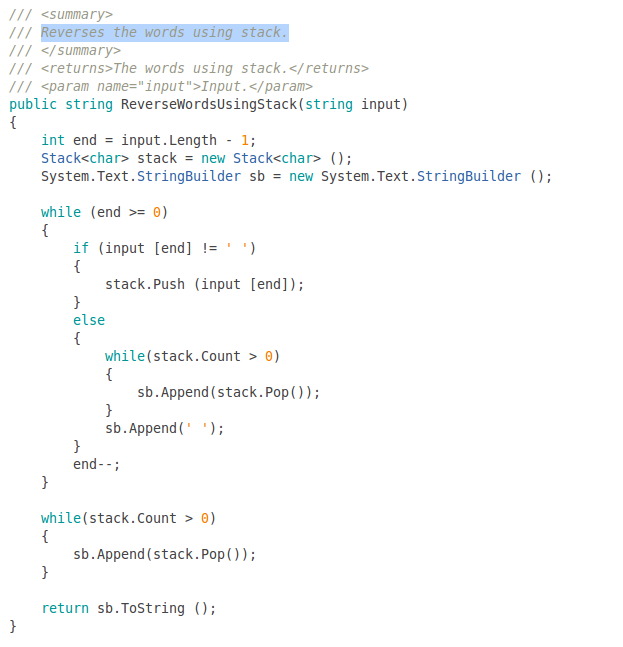 /// <summary>
/// Reverses the words using stack.
/// </summary>
/// <returns>The words using stack.</returns>
/// <param name="input">Input.</param>
public string ReverseWordsUsingStack(string input)
{
    int end = input.Length - 1;
    Stack<char> stack = new Stack<char> ();
    System.Text.StringBuilder sb = new System.Text.StringBuilder ();

    while (end >= 0)
    {
        if (input [end] != ' ')
        {
            stack.Push (input [end]);
        }
        else
        {
            while(stack.Count > 0)
            {
                sb.Append(stack.Pop());
            }
            sb.Append(' ');
        }
        end--;
    }

    while(stack.Count > 0)
    {
        sb.Append(stack.Pop());
    }

    return sb.ToString ();
}